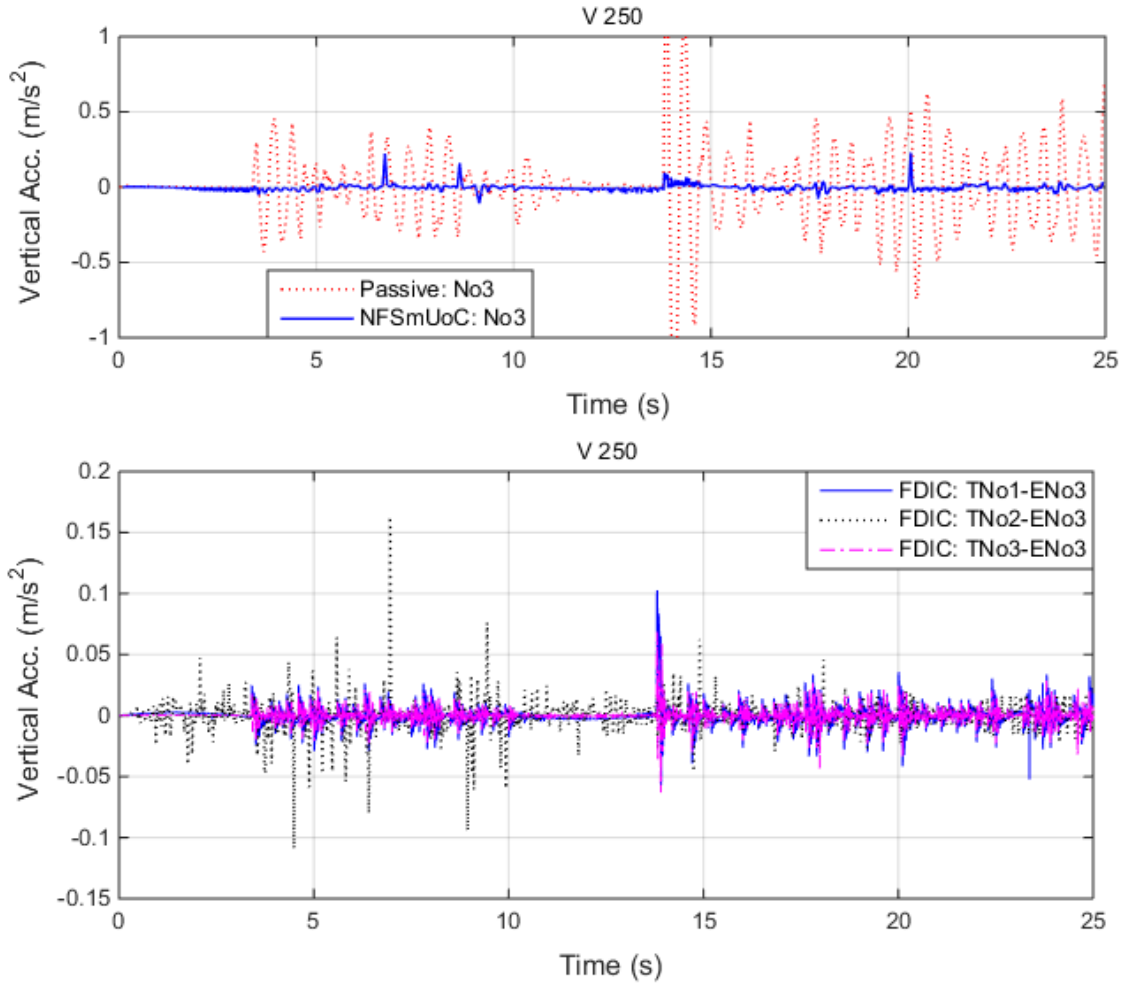 V 250
1
0.5
0
-0.5
-1
Vertical Acc. (m/s²)
Passive: No3
NFSmUoC: No3
0 5 10 15 20 25
Time (s)
V 250
0.2
0.15
0.1
0.05
0
-0.05
-0.1
-0.15
Vertical Acc. (m/s²)
FDIC: TNo1-ENo3
FDIC: TNo2-ENo3
FDIC: TNo3-ENo3
0 5 10 15 20 25
Time (s)